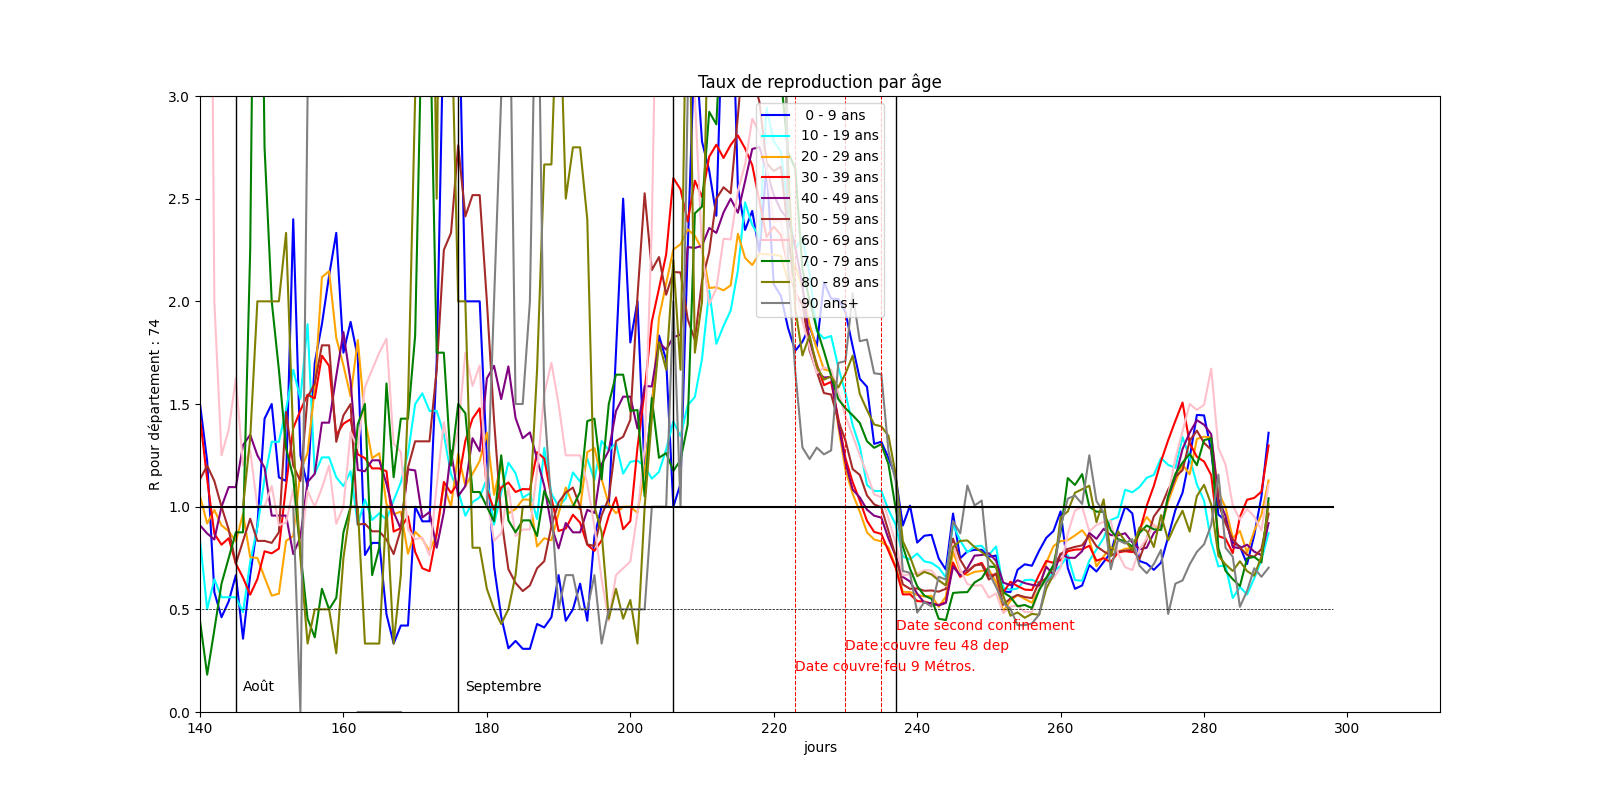 Taux de reproduction par âge
R pour département : 74
3.0
2.5
2.0
1.5
1.0
0.5
0.0
0 - 9 ans
10 - 19 ans
20 - 29 ans
30 - 39 ans
40 - 49 ans
50 - 59 ans
60 - 69 ans
70 - 79 ans
80 - 89 ans
90 ans+
Date second confinement
Date couvre feu 48 dep
Date couvre feu 9 Métros.
Août
Septembre
140
160
180
200
220
240
260
280
300
jours